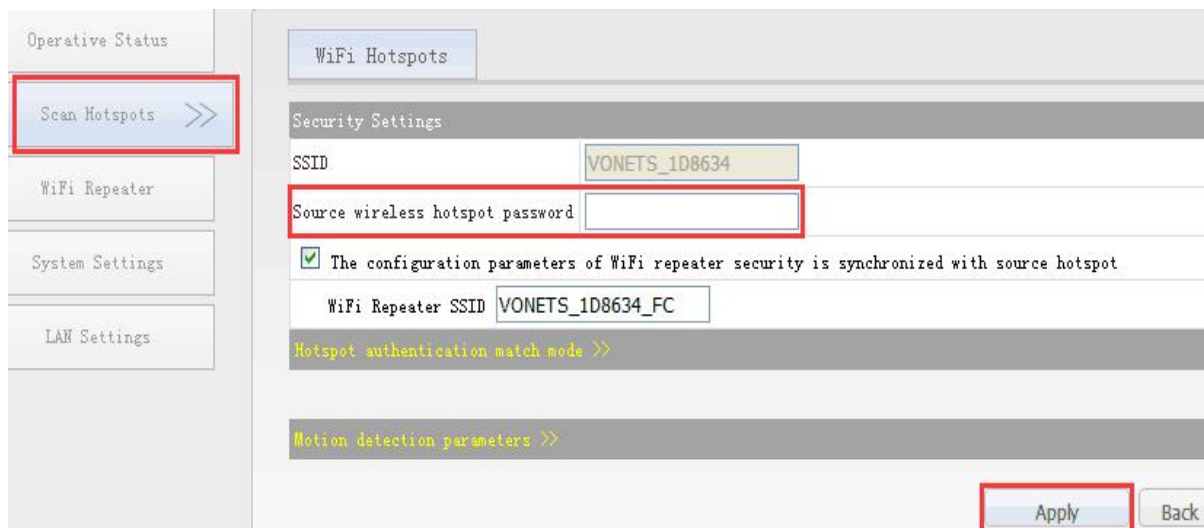 Operative Status
Scan Hotspots >>
WiFi Repeater
System Settings
LAN Settings
WiFi Hotspots
Security Settings
SSID VONETS_1D8634
Source wireless hotspot password
The configuration parameters of WiFi repeater security is synchronized with source hotspot
WiFi Repeater SSID VONETS_1D8634_FC
Hotspot authentication match mode >>
Motion detection parameters >>
Apply Back